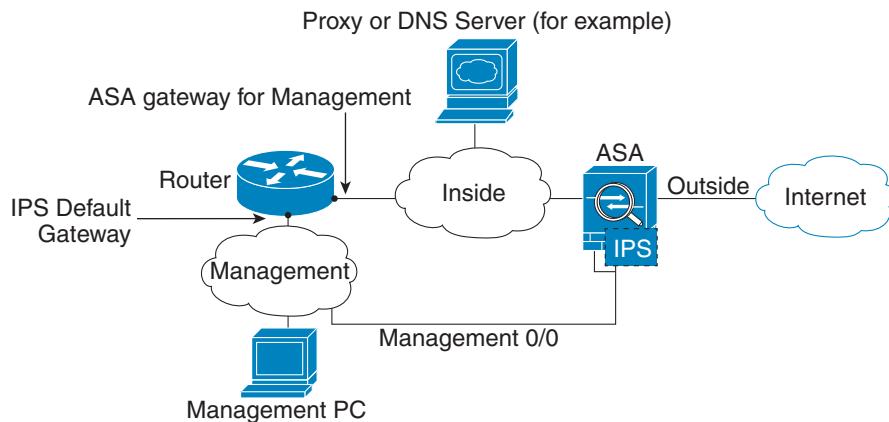 Proxy or DNS Server (for example)
ASA gateway for Management
ASA
Router
Inside
Outside
Internet
IPS Default
Gateway
IPS
Management
Management 0/0
Management PC